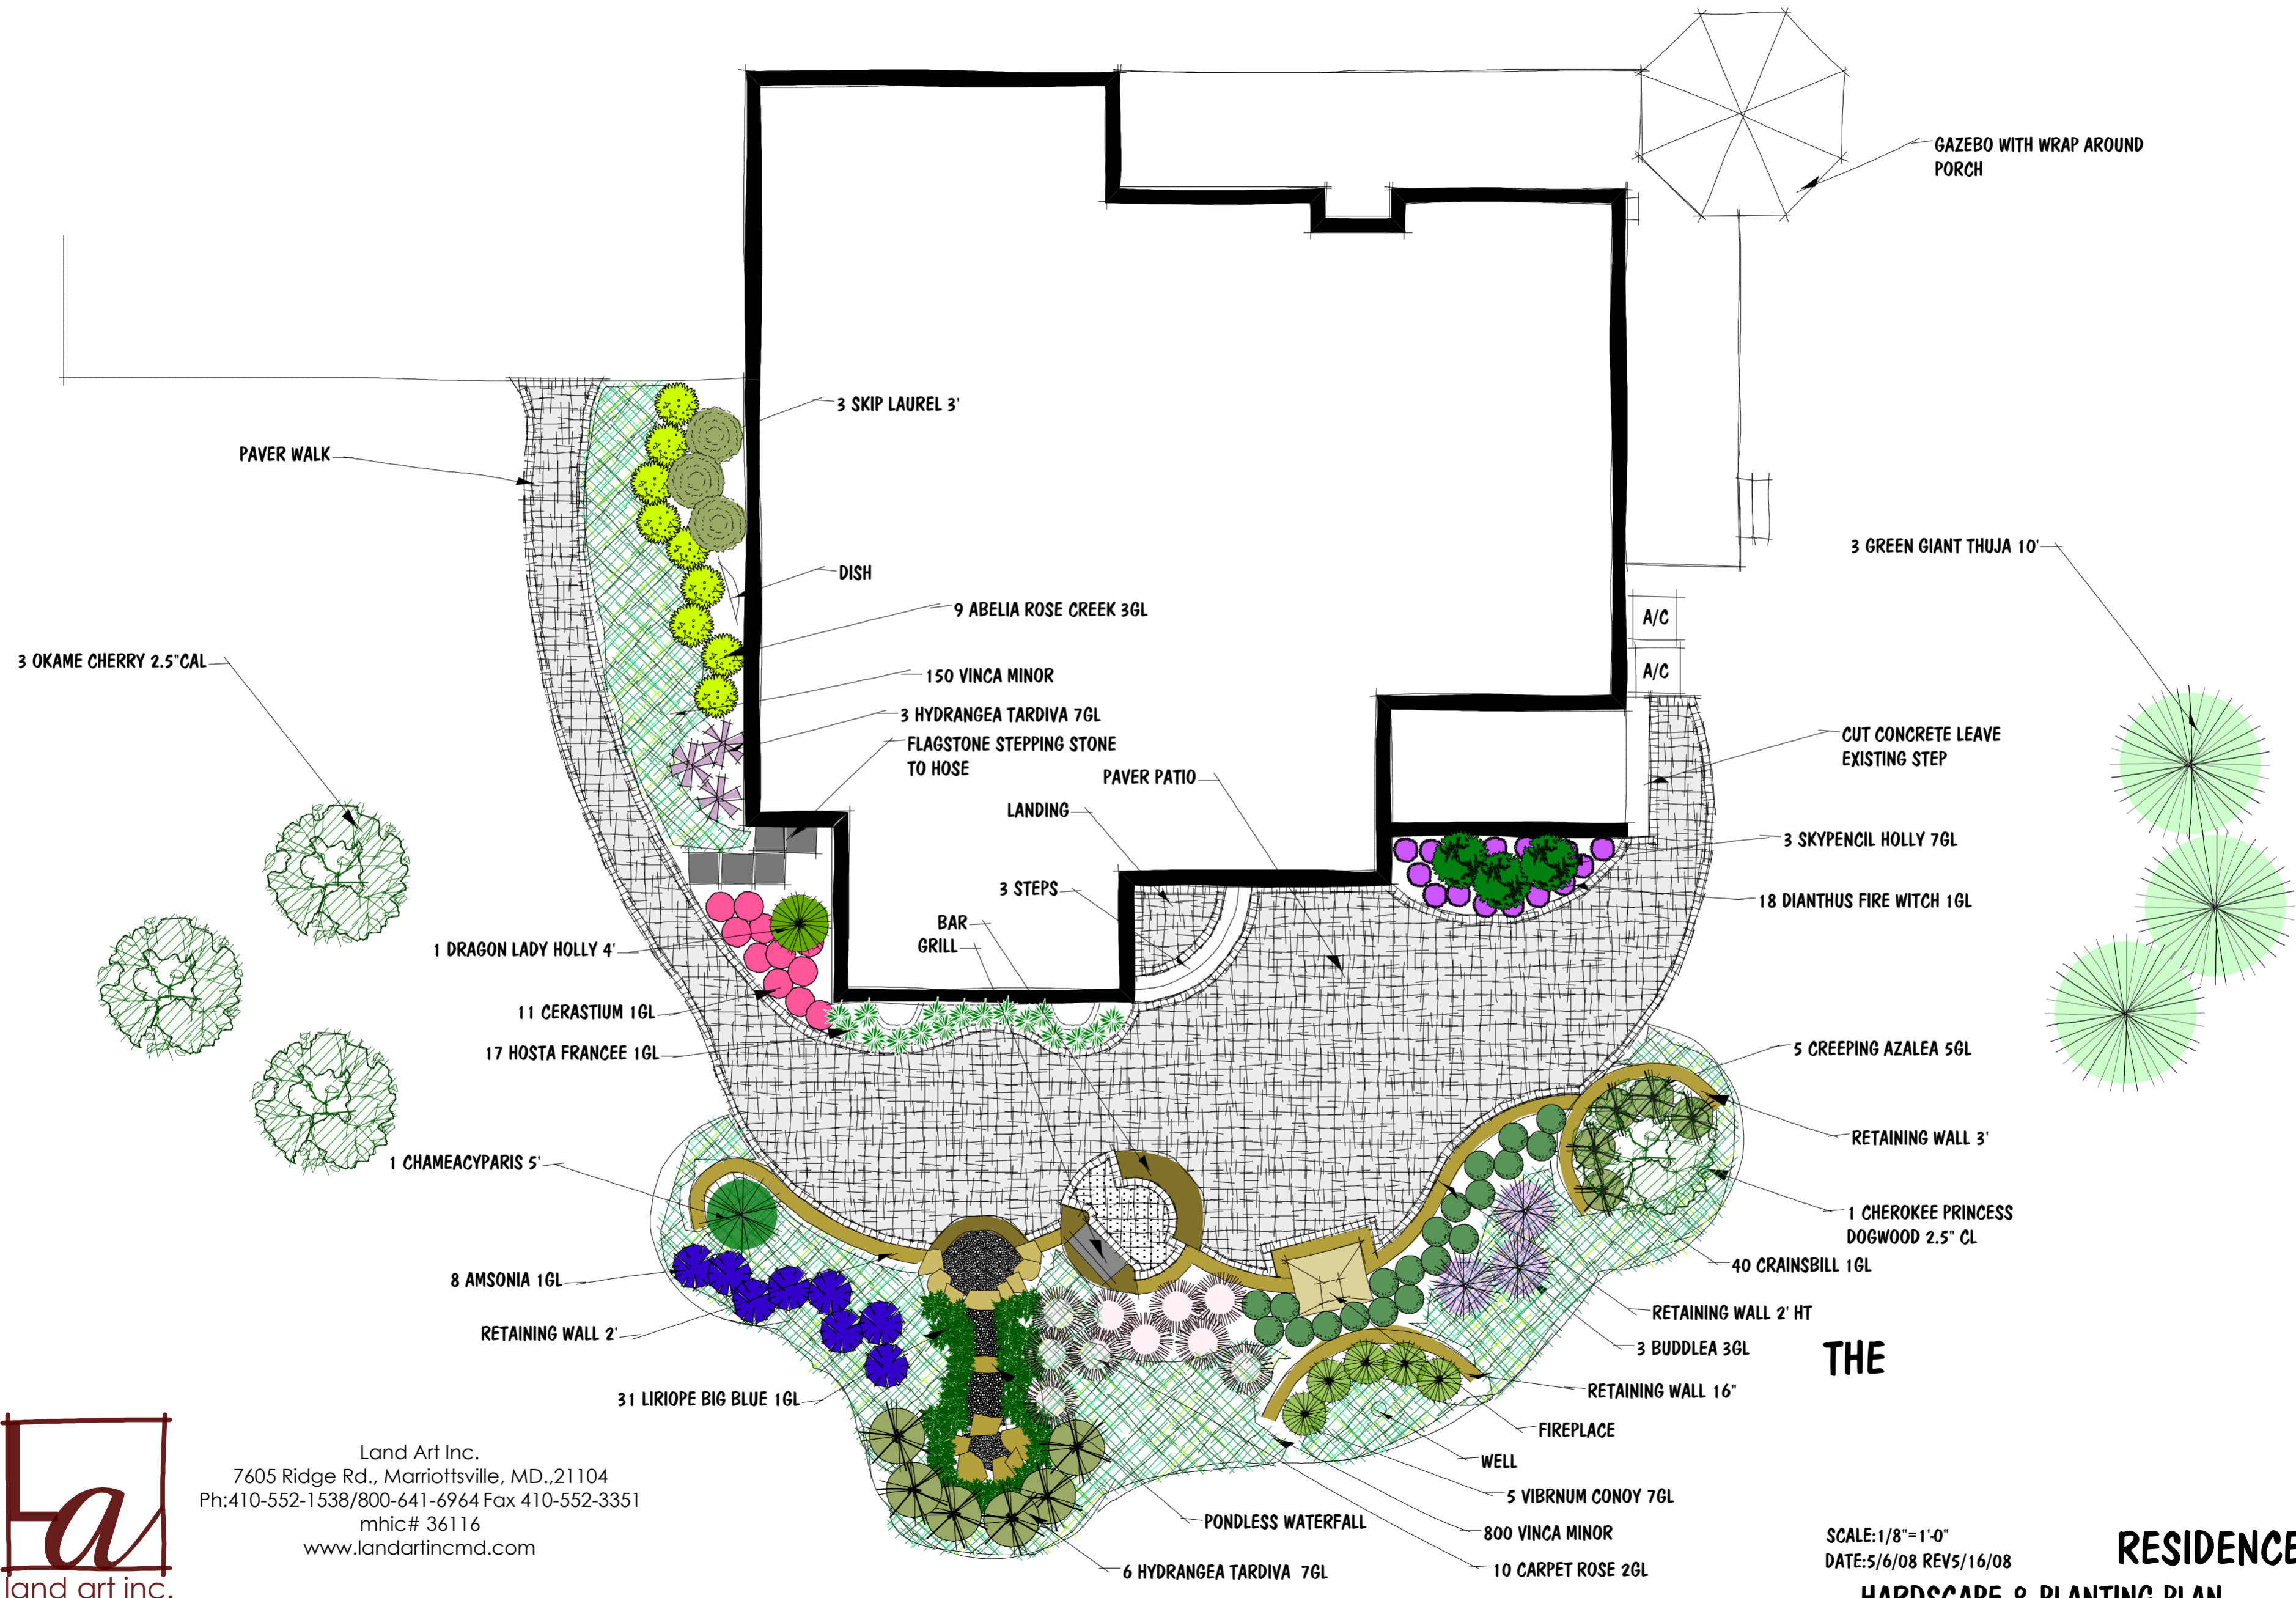 GAZEBO WITH WRAP AROUND
PORCH
3 SKIP LAUREL 3'
PAVER WALK
3 GREEN GIANT THUJA 10'
DISH
9 ABELIA ROSE CREEK 3GL
A/C
3 OKAME CHERRY 2.5"CAL
A/C
150 VINCA MINOR
3 HYDRANGEA TARDIVA 7GL
FLAGSTONE STEPPING STONE
TO HOSE
CUT CONCRETE LEAVE
EXISTING STEP
PAVER PATIO
LANDING
3 SKYPENCIL HOLLY 7GL
3 STEPS
18 DIANTHUS FIRE WITCH 1GL
BAR
GRILL
1 DRAGON LADY HOLLY 4'
11 CERASTIUM 1GL
17 HOSTA FRANCEE 1GL
5 CREEPING AZALEA 5GL
RETAINING WALL 3'
1 CHAMEACYPARIS 5'
1 CHEROKEE PRINCESS
DOGWOOD 2.5" CL
40 CRAINSBILL 1GL
8 AMSONIA 1GL
RETAINING WALL 2' HT
RETAINING WALL 2'
3 BUDDLEA 3GL
THE
RETAINING WALL 16"
31 LIRIOPE BIG BLUE 1GL
FIREPLACE
WELL
5 VIBRNUM CONOY 7GL
PONDLESS WATERFALL
800 VINCA MINOR
6 HYDRANGEA TARDIVA 7GL
10 CARPET ROSE 2GL
La
land art inc.
Land Art Inc.
7605 Ridge Rd., Marriottsville, MD.,21104
Ph:410-552-1538/800-641-6964 Fax 410-552-3351
mhic# 36116
www.landartincmd.com
SCALE:1/8"=1'-0"
DATE:5/6/08 REV5/16/08
RESIDENCE
HARDSCAPE & PLANTING PLAN